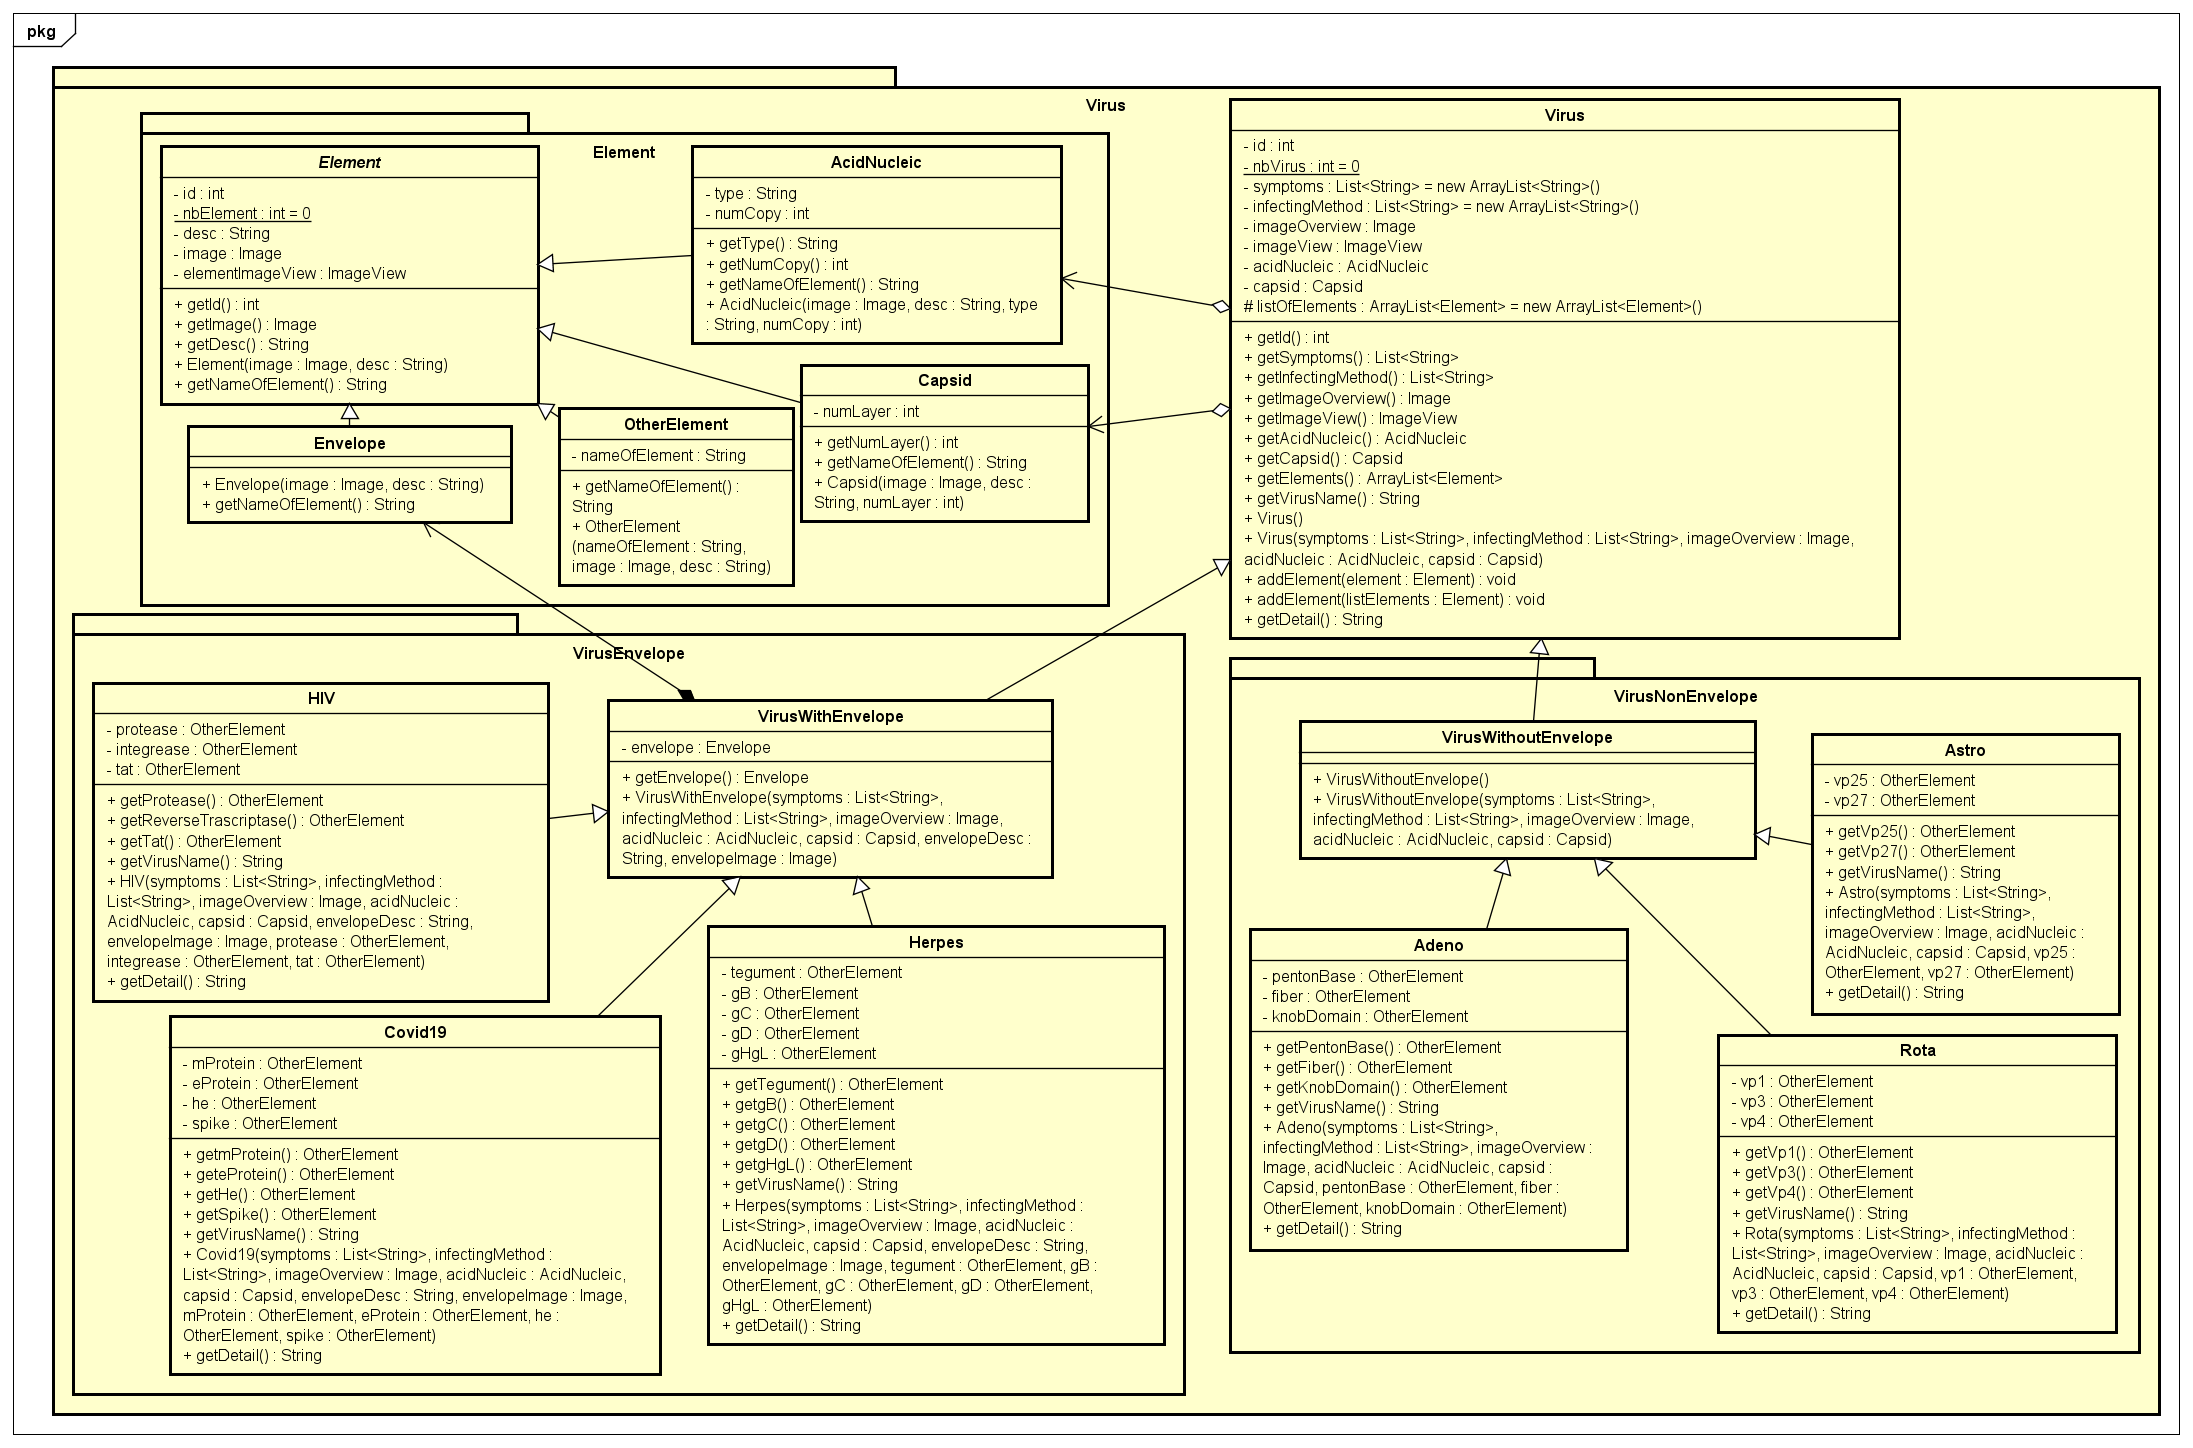 pkg
Virus
Element
Element
- id : int
- nbElement : int = 0
- desc : String
- image : Image
- elementImageView : ImageView
+ getId() : int
+ getImage() : Image
+ getDesc() : String
+ Element(image : Image, desc : String)
+ getNameOfElement() : String
AcidNucleic
- type : String
- numCopy : int
+ getType() : String
+ getNumCopy() : int
+ getNameOfElement() : String
+ AcidNucleic(image : Image, desc : String, type
: String, numCopy : int)
Capsid
- numLayer : int
+ getNumLayer() : int
+ getNameOfElement() : String
+ Capsid(image : Image, desc :
String, numLayer : int)
OtherElement
- nameOfElement : String
+ getNameOfElement() :
String
+ OtherElement
(nameOfElement : String,
image : Image, desc : String)
Envelope
+ Envelope(image : Image, desc : String)
+ getNameOfElement() : String
Virus
- id : int
- nbVirus : int = 0
- symptoms : List<String> = new ArrayList<String>()
- infectingMethod : List<String> = new ArrayList<String>()
- imageOverview : Image
- imageView : ImageView
- acidNucleic : AcidNucleic
- capsid : Capsid
# listOfElements : ArrayList<Element> = new ArrayList<Element>()
+ getId() : int
+ getSymptoms() : List<String>
+ getInfectingMethod() : List<String>
+ getImageOverview() : Image
+ getImageView() : ImageView
+ getAcidNucleic() : AcidNucleic
+ getCapsid() : Capsid
+ getElements() : ArrayList<Element>
+ getVirusName() : String
+ Virus()
+ Virus(symptoms : List<String>, infectingMethod : List<String>, imageOverview : Image,
acidNucleic : AcidNucleic, capsid : Capsid)
+ addElement(element : Element) : void
+ addElement(listElements : Element) : void
+ getDetail() : String
VirusEnvelope
HIV
- protease : OtherElement
- integrease : OtherElement
- tat : OtherElement
+ getProtease() : OtherElement
+ getReverseTrascriptase() : OtherElement
+ getTat() : OtherElement
+ getVirusName() : String
+ HIV(symptoms : List<String>, infectingMethod :
List<String>, imageOverview : Image, acidNucleic :
AcidNucleic, capsid : Capsid, envelopeDesc : String,
envelopeImage : Image, protease : OtherElement,
integrease : OtherElement, tat : OtherElement)
+ getDetail() : String
VirusWithEnvelope
- envelope : Envelope
+ getEnvelope() : Envelope
+ VirusWithEnvelope(symptoms : List<String>,
infectingMethod : List<String>, imageOverview : Image,
acidNucleic : AcidNucleic, capsid : Capsid, envelopeDesc :
String, envelopeImage : Image)
Covid19
- mProtein : OtherElement
- eProtein : OtherElement
- he : OtherElement
- spike : OtherElement
+ getmProtein() : OtherElement
+ geteProtein() : OtherElement
+ getHe() : OtherElement
+ getSpike() : OtherElement
+ getVirusName() : String
+ Covid19(symptoms : List<String>, infectingMethod :
List<String>, imageOverview : Image, acidNucleic : AcidNucleic,
capsid : Capsid, envelopeDesc : String, envelopeImage : Image,
mProtein : OtherElement, eProtein : OtherElement, he :
OtherElement, spike : OtherElement)
+ getDetail() : String
Herpes
- tegument : OtherElement
- gB : OtherElement
- gC : OtherElement
- gD : OtherElement
- gHgL : OtherElement
+ getTegument() : OtherElement
+ getgB() : OtherElement
+ getgC() : OtherElement
+ getgD() : OtherElement
+ getgHgL() : OtherElement
+ getVirusName() : String
+ Herpes(symptoms : List<String>, infectingMethod :
List<String>, imageOverview : Image, acidNucleic :
AcidNucleic, capsid : Capsid, envelopeDesc : String,
envelopeImage : Image, tegument : OtherElement, gB :
OtherElement, gC : OtherElement, gD : OtherElement,
gHgL : OtherElement)
+ getDetail() : String
VirusNonEnvelope
VirusWithoutEnvelope
+ VirusWithoutEnvelope()
+ VirusWithoutEnvelope(symptoms : List<String>,
infectingMethod : List<String>, imageOverview : Image,
acidNucleic : AcidNucleic, capsid : Capsid)
Astro
- vp25 : OtherElement
- vp27 : OtherElement
+ getVp25() : OtherElement
+ getVp27() : OtherElement
+ getVirusName() : String
+ Astro(symptoms : List<String>,
infectingMethod : List<String>,
imageOverview : Image, acidNucleic :
AcidNucleic, capsid : Capsid, vp25 :
OtherElement, vp27 : OtherElement)
+ getDetail() : String
Adeno
- pentonBase : OtherElement
- fiber : OtherElement
- knobDomain : OtherElement
+ getPentonBase() : OtherElement
+ getFiber() : OtherElement
+ getKnobDomain() : OtherElement
+ getVirusName() : String
+ Adeno(symptoms : List<String>,
infectingMethod : List<String>, imageOverview :
Image, acidNucleic : AcidNucleic, capsid :
Capsid, pentonBase : OtherElement, fiber :
OtherElement, knobDomain : OtherElement)
+ getDetail() : String
Rota
- vp1 : OtherElement
- vp3 : OtherElement
- vp4 : OtherElement
+ getVp1() : OtherElement
+ getVp3() : OtherElement
+ getVp4() : OtherElement
+ getVirusName() : String
+ Rota(symptoms : List<String>, infectingMethod :
List<String>, imageOverview : Image, acidNucleic :
AcidNucleic, capsid : Capsid, vp1 : OtherElement,
vp3 : OtherElement, vp4 : OtherElement)
+ getDetail() : String